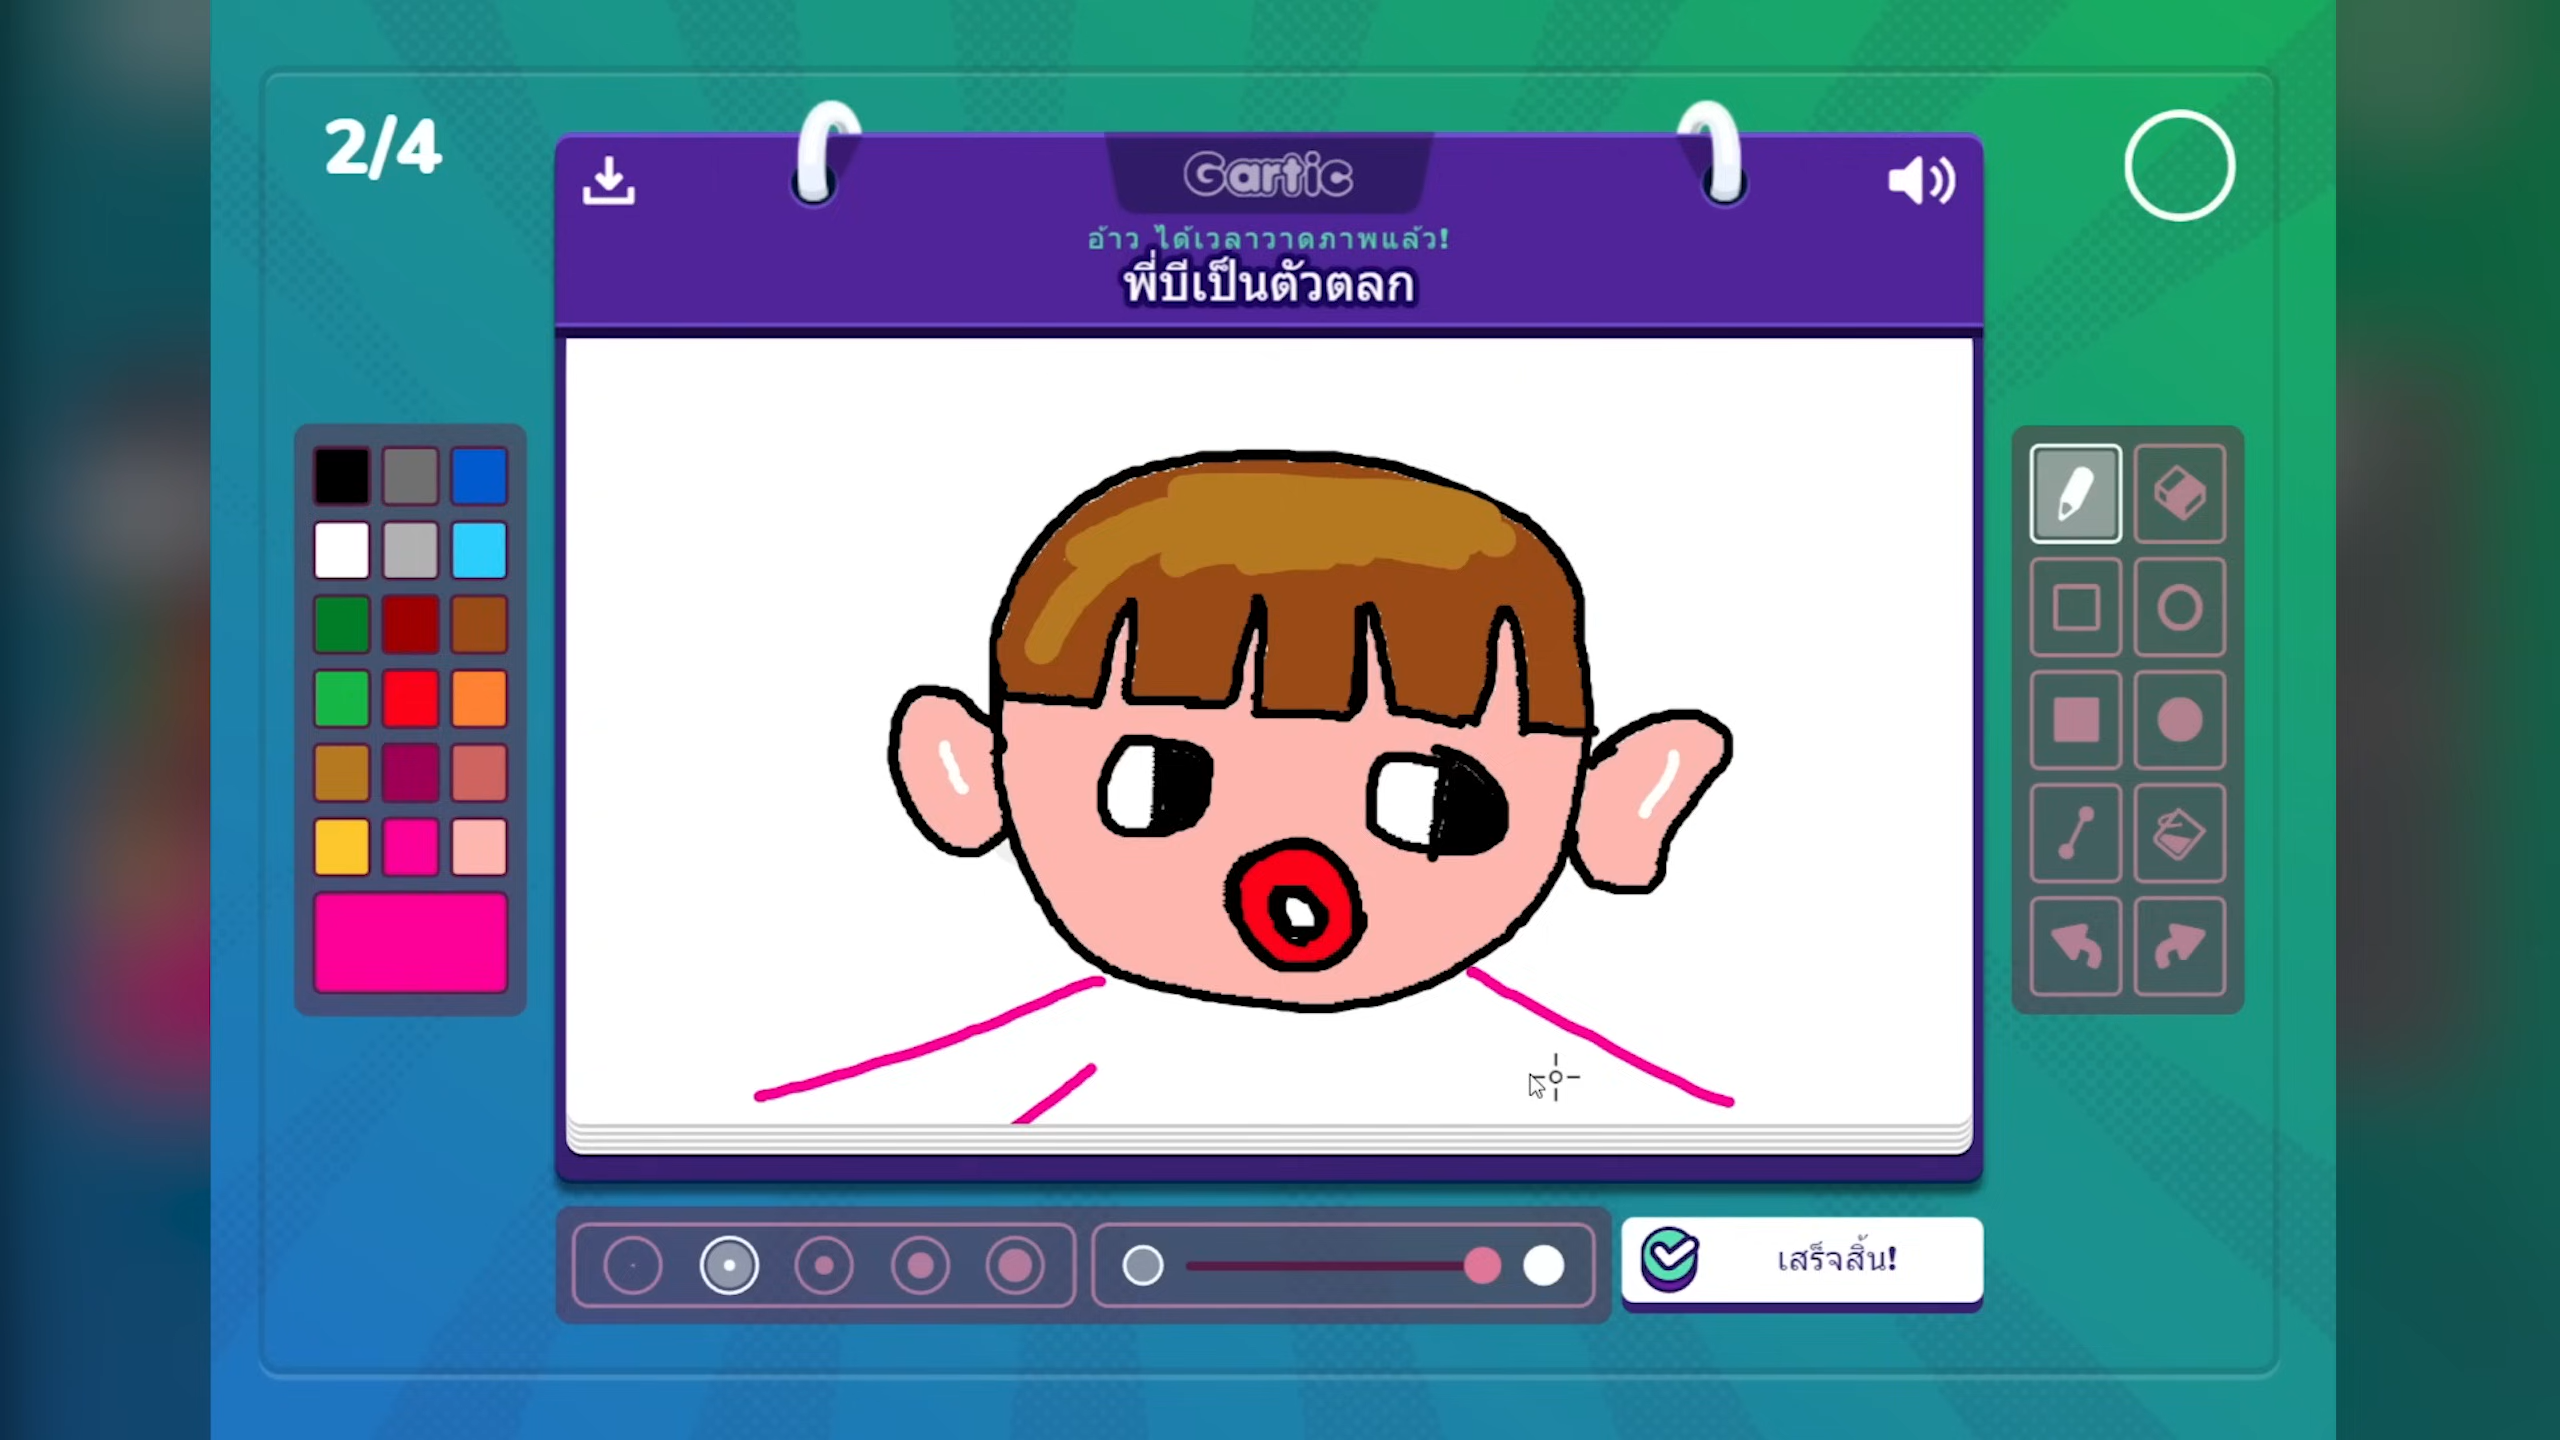 2/4
Gartic
อ้าว ได้เวลาวาดภาพแล้ว!
พี่บีเป็นตัวตลก
เสร็จสิ้น!